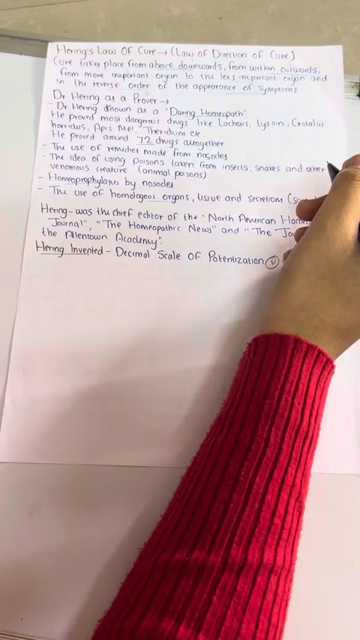 Hering's Law Of Cure → (Law of Direction of Cure)
Cure takes place from above downwards, from within outwards,
from more important organ to the less important organ and
in the reverse order of the appearance of symptoms
Dr Hering as a Prover →
- Dr Hering known as a "Daring Homeopath"
He proved most dangerous drugs like Lachesis, Lyssin, Crotalus
horridus, Apis Mel, Theridion etc
He proved around 72 drugs altogether
- The use of remedies made from nosodes
- The idea of using poisons taken from insects, snakes and other
venomous creature (animal poisons)
- Homeoprophylaxis by nosodes
- The use of homologous organs, tissue and secretions
Hering - was the chief editor of the "North American
Journal", "The Homeopathic News" and "The
the Allentown Academy".
Hering Invented - Decimal Scale Of Potentization